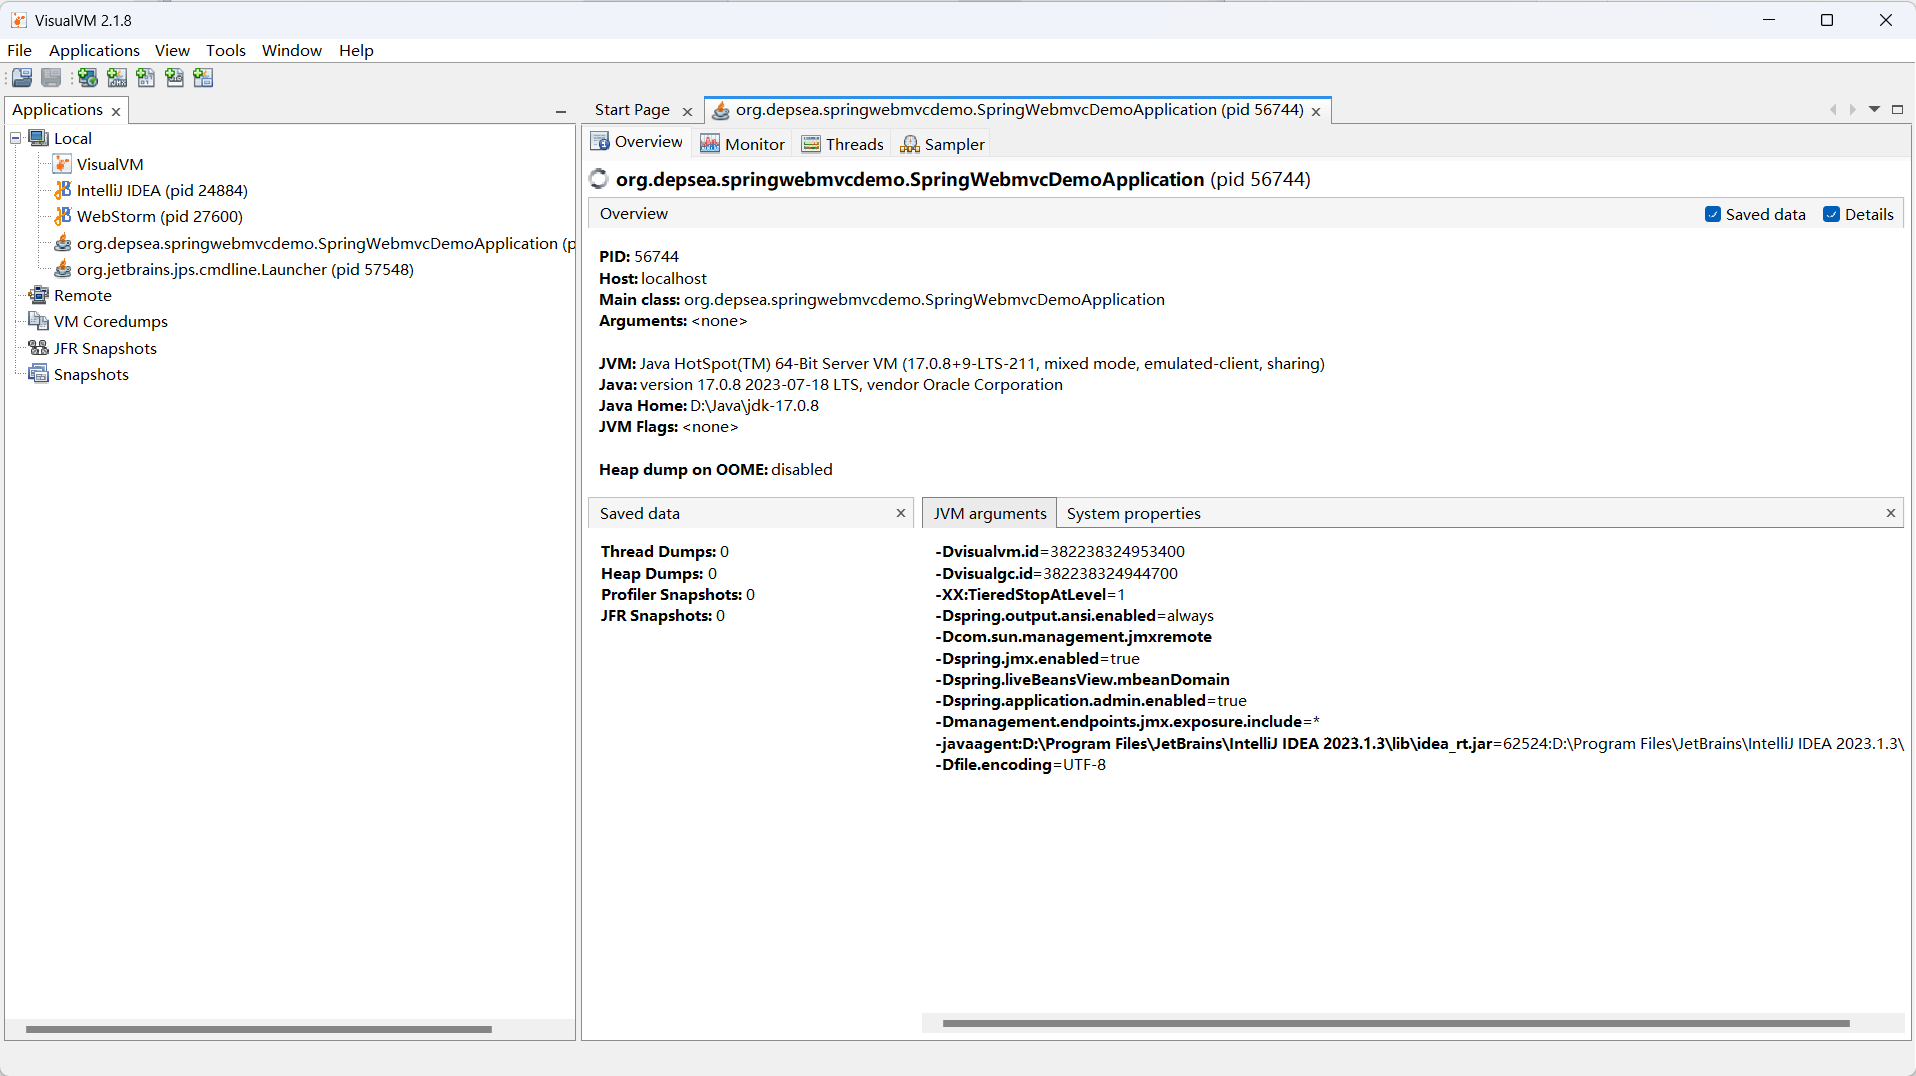 VisualVM 2.1.8
File Applications View Tools Window Help
Applications
Local
VisualVM
IntelliJ IDEA (pid 24884)
WebStorm (pid 27600)
org.depsea.springwebmvcdemo.SpringWebmvcDemoApplication (p
org.jetbrains.jps.cmdline.Launcher (pid 57548)
Remote
VM Coredumps
JFR Snapshots
Snapshots
Start Page
org.depsea.springwebmvcdemo.SpringWebmvcDemoApplication (pid 56744)
Overview Monitor Threads Sampler
org.depsea.springwebmvcdemo.SpringWebmvcDemoApplication (pid 56744)
Overview
Saved data Details
PID: 56744
Host: localhost
Main class: org.depsea.springwebmvcdemo.SpringWebmvcDemoApplication
Arguments: <none>
JVM: Java HotSpot(TM) 64-Bit Server VM (17.0.8+9-LTS-211, mixed mode, emulated-client, sharing)
Java: version 17.0.8 2023-07-18 LTS, vendor Oracle Corporation
Java Home: D:\Java\jdk-17.0.8
JVM Flags: <none>
Heap dump on OOME: disabled
Saved data
Thread Dumps: 0
Heap Dumps: 0
Profiler Snapshots: 0
JFR Snapshots: 0
JVM arguments System properties
-Dvisualvm.id=382238324953400
-Dvisualgc.id=382238324944700
-XX:TieredStopAtLevel=1
-Dspring.output.ansi.enabled=always
-Dcom.sun.management.jmxremote
-Dspring.jmx.enabled=true
-Dspring.liveBeansView.mbeanDomain
-Dspring.application.admin.enabled=true
-Dmanagement.endpoints.jmx.exposure.include=*
-javaagent:D:\Program Files\JetBrains\IntelliJ IDEA 2023.1.3\lib\idea_rt.jar=62524:D:\Program Files\JetBrains\IntelliJ IDEA 2023.1.3\
-Dfile.encoding=UTF-8